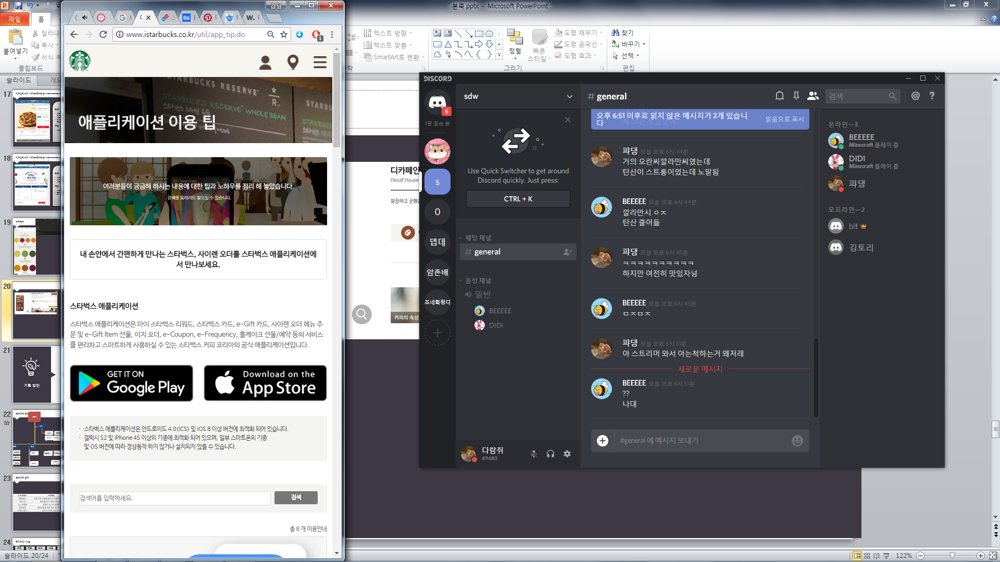 본죽.pptx - Microsoft PowerPoint
파일
홈
붙여넣기
잘라내
복사
서식 복
클립보드
텍스트 방향
텍스트 맞춤
SmartArt로 변환
정렬
빠른
스타일
도형 채우기
도형 윤곽선
도형 효과
그리기
찾기
바꾸기
선택
편집
슬라이드
개요
17
18
19
20
21
기획 방안
22
23
24
슬라이드 20/24
122%
강딩
www.istarbucks.co.kr/util/app_tip.do
STARBUCKS RESERVE
STARBUCKS RESERVE WHOLE BEAN
애플리케이션 이용 팁
여러분들이 궁금해 하시는 내용에 대한 팁과 노하우를 정리 해 놓았습니다.
검색을 통해서도 찾으실 수 있습니다.
내 손안에서 간편하게 만나는 스타벅스, 사이렌 오더를 스타벅스 애플리케이션에
서 만나보세요.
스타벅스 애플리케이션
스타벅스 애플리케이션은 마이 스타벅스 리워드, 스타벅스 카드, e-Gift 카드, 사이렌 오더 메뉴 주
문 및 e-Gift Item 선물, 이지 오더, e-Coupon, e-Frequency, 홀케이크 선물/예약 등의 서비스
를 편리하고 스마트하게 사용하실 수 있는 스타벅스 커피 코리아의 공식 애플리케이션입니다.
GET IT ON
Google Play
Download on the
App Store
· 스타벅스 애플리케이션은 안드로이드 4.0(ICS) 및 iOS 8 이상 버전에 최적화 되어 있습니다.
· 갤럭시 S2 및 iPhone 4S 이상의 기종에 최적화 되어 있으며, 일부 스마트폰의 기종
및 OS 버전에 따라 정상동작 하지 않거나 설치되지 않을 수 있습니다.
검색어를 입력하세요.
검색
총 8 개 이용안내
디카페인
Decaf House
깔끔하고 균형
커피의 속성
DISCORD
6
1명 접속 중
s
0
뎁데
암존배
조네확정디
sdw
Use Quick Switcher to get around
Discord quickly. Just press:
CTRL + K
채팅 채널
# general
음성 채널
일반
BEEEEE
DIDI
다람쥐
#9480
# general
검색
오후 6:51 이후로 읽지 않은 메시지가 2개 있습니
다
읽음으로 표시
퍄댕 오늘 오후 6시 44분
거의 오란씨깔라만씨였는데
탄산이 스트롱이었는데 노말됨
BEEEEE 오늘 오후 6시 44분
깔라만시 ㅇㅈ
탄산 줄어듦
퍄댕 오늘 오후 6시 45분
ㅋㅋㅋㅋㅋㅋㅋㅋㅋㅋ
하지만 여전히 맛있자넝
BEEEEE 오늘 오후 6시 45분
ㅁㅈㅁㅈ
퍄댕 오늘 오후 6시 51분
아 스트리머 와서 아는척하는거 왜저래
새로운 메시지
BEEEEE 오늘 오후 6시 51분
??
나대
#general 에 메시지 보내기
온라인—3
BEEEEE
Minecraft 플레이 중
DIDI
Minecraft 플레이 중
퍄댕
오프라인—2
blt
김토리